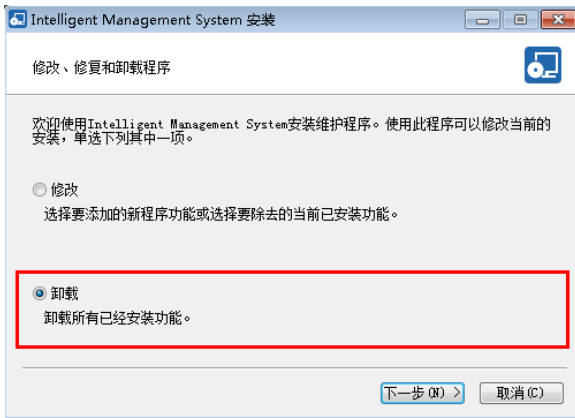 Intelligent Management System 安装
修改、修复和卸载程序
欢迎使用Intelligent Management System安装维护程序。使用此程序可以修改当前的
安装，单选下列其中一项。
修改
选择要添加的新程序功能或选择要除去的当前已安装功能。
卸载
卸载所有已经安装功能。
下一步(N) > 取消(C)